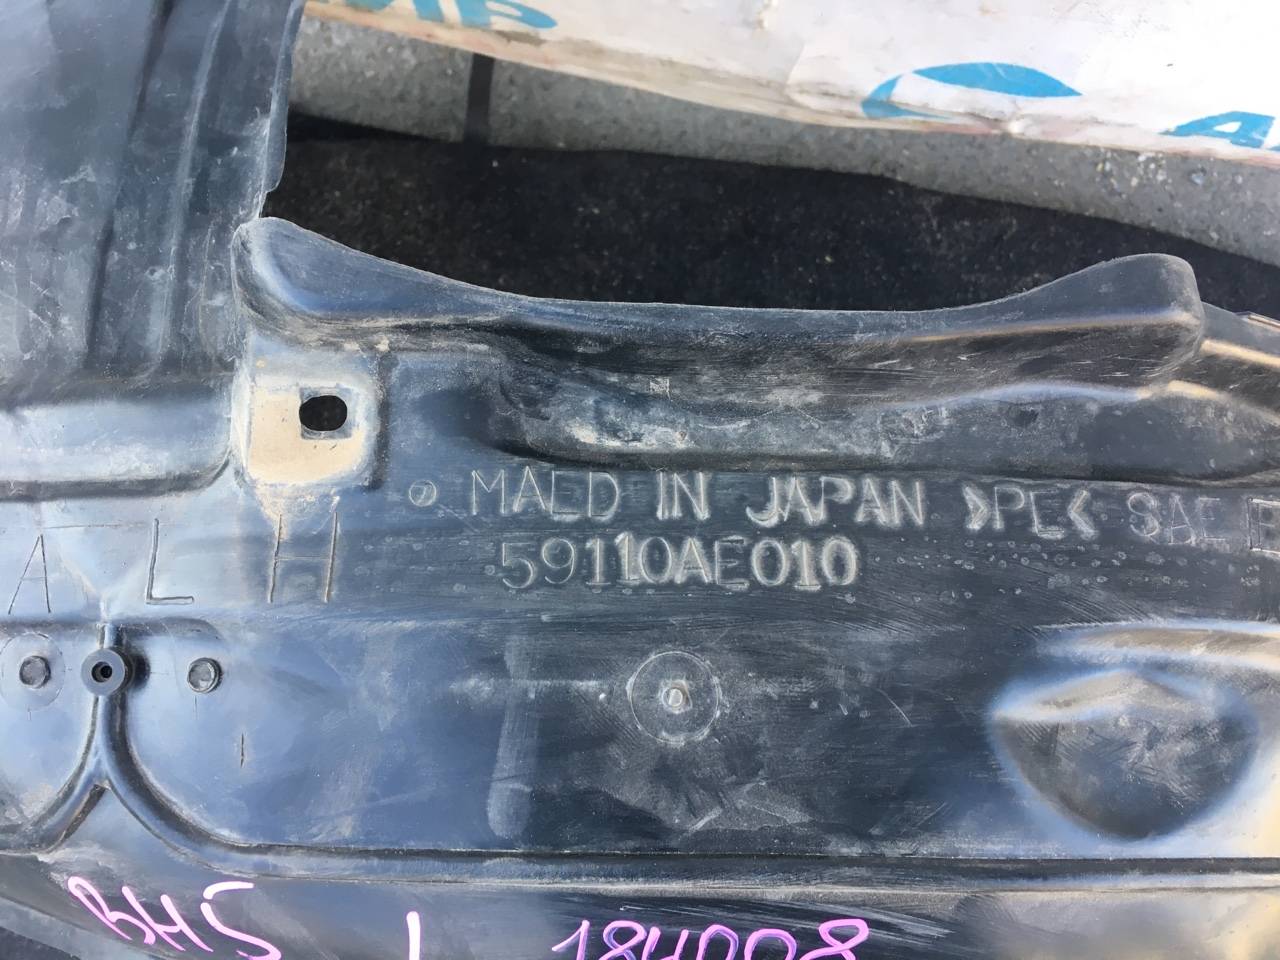 MAED IN JAPAN >PE< SAE
59110AE010
A L H
BH5 L 184008